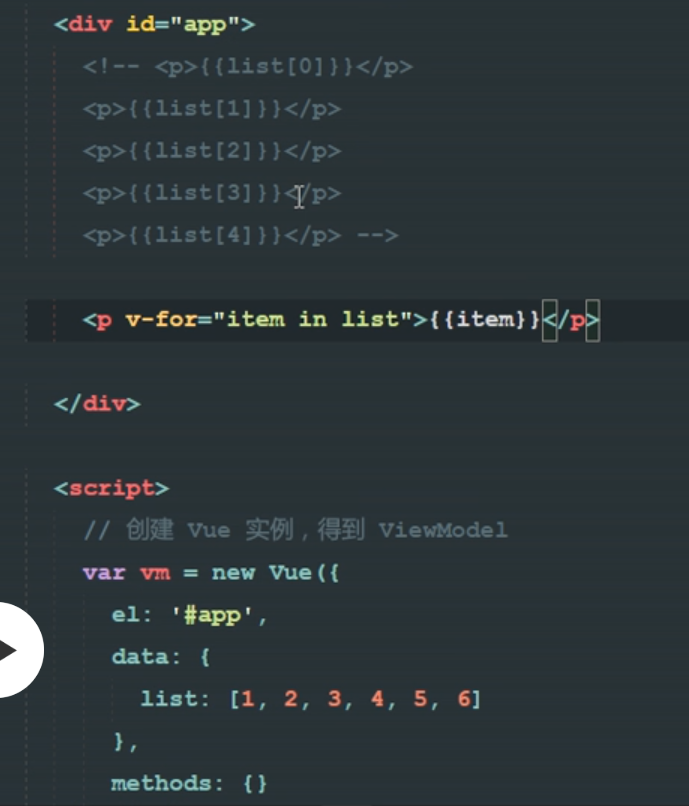 <div id="app">
<!-- <p>{{list[0]}}</p>
<p>{{list[1]}}</p>
<p>{{list[2]}}</p>
<p>{{list[3]}}</p>
<p>{{list[4]}}</p> -->
<p v-for="item in list">{{item}}</p>
</div>
<script>
// 创建 Vue 实例，得到 ViewModel
var vm = new Vue({
el: '#app',
data: {
list: [1, 2, 3, 4, 5, 6]
},
methods: {}